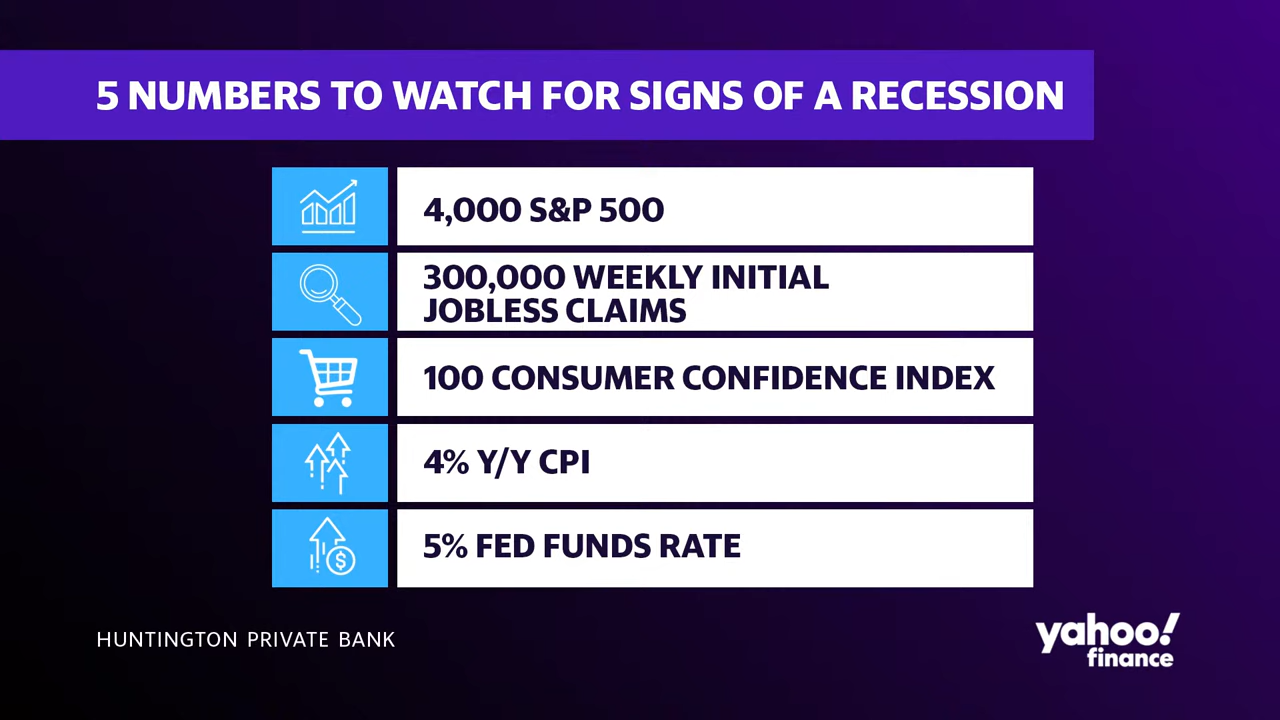 5 NUMBERS TO WATCH FOR SIGNS OF A RECESSION
4,000 S&P 500
300,000 WEEKLY INITIAL
JOBLESS CLAIMS
100 CONSUMER CONFIDENCE INDEX
4% Y/Y CPI
$
5% FED FUNDS RATE
HUNTINGTON PRIVATE BANK
yahoo!
finance